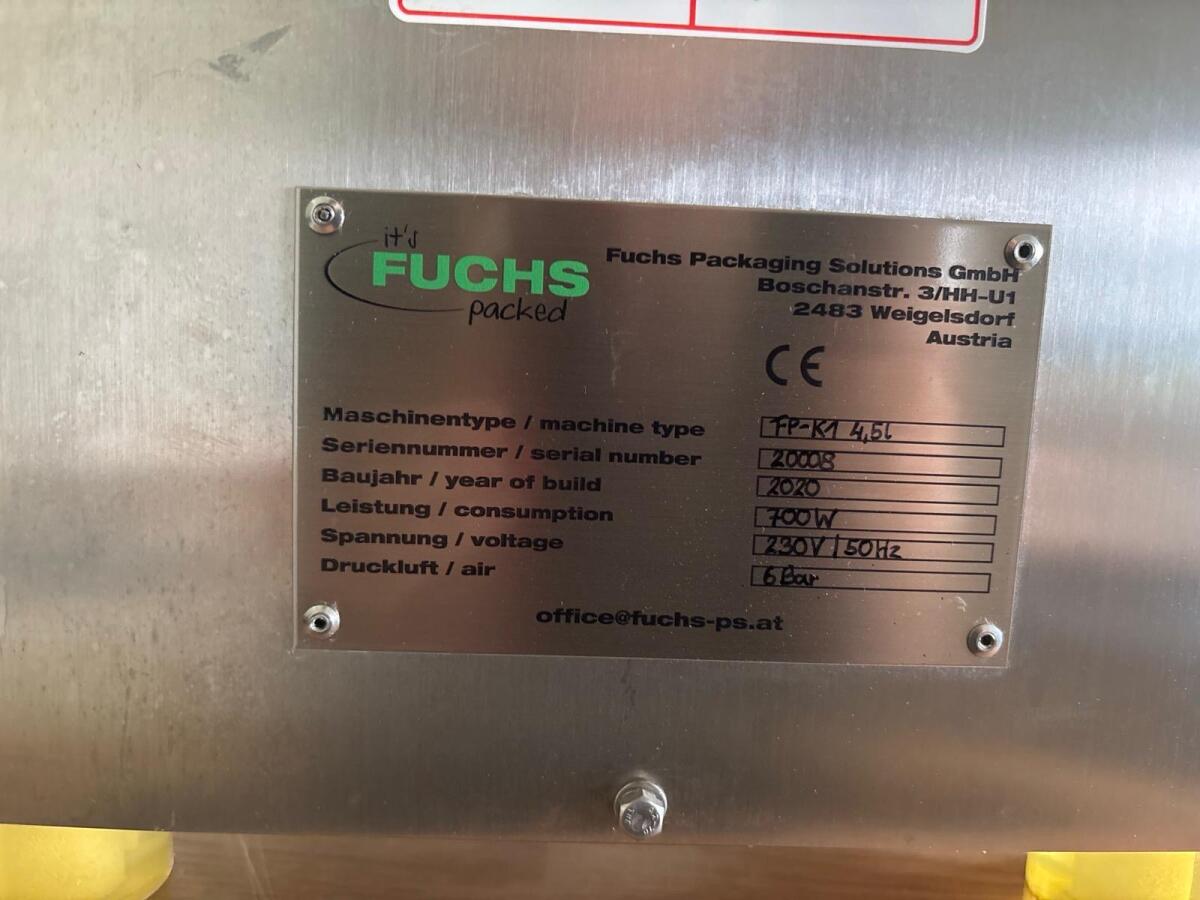 it's
FUCHS
packed
Fuchs Packaging Solutions GmbH
Boschanstr. 3/HH-U1
2483 Weigelsdorf
Austria
CE
Maschinentype / machine type FP-K1 4,5l
Seriennummer / serial number 20008
Baujahr / year of build 2020
Leistung / consumption 700W
Spannung / voltage 230V/50Hz
Druckluft / air 6 Bar
office@fuchs-ps.at